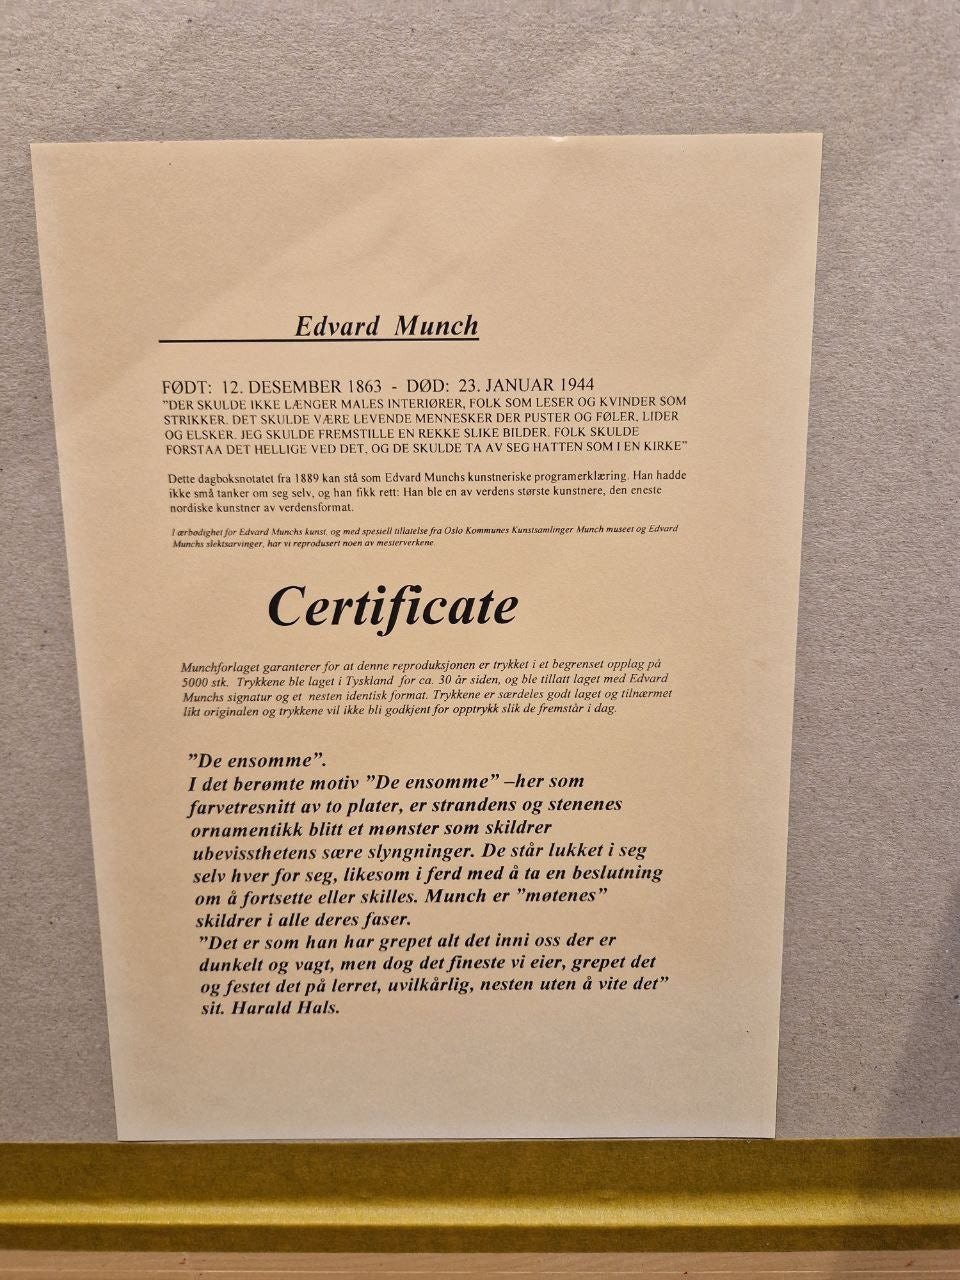 Edvard Munch
FØDT: 12. DESEMBER 1863 - DØD: 23. JANUAR 1944
”DER SKULDE IKKE LÆNGER MALES INTERIØRER, FOLK SOM LESER OG KVINDER SOM
STRIKKER. DET SKULDE VÆRE LEVENDE MENNESKER DER PUSTER OG FØLER, LIDER
OG ELSKER. JEG SKULDE FREMSTILLE EN REKKE SLIKE BILDER. FOLK SKULDE
FORSTAA DET HELLIGE VED DET, OG DE SKULDE TA AV SEG HATTEN SOM I EN KIRKE”
Dette dagboksnotatet fra 1889 kan stå som Edvard Munchs kunstneriske programerklæring. Han hadde
ikke små tanker om seg selv, og han fikk rett: Han ble en av verdens største kunstnere, den eneste
nordiske kunstner av verdensformat.
I ærbødighet for Edvard Munchs kunst, og med spesiell tillatelse fra Oslo Kommunes Kunstsamlinger Munch museet og Edvard
Munchs slektsarvinger, har vi reprodusert noen av mesterverkene.
Certificate
Munchforlaget garanterer for at denne reproduksjonen er trykket i et begrenset opplag på
5000 stk. Trykkene ble laget i Tyskland for ca. 30 år siden, og ble tillatt laget med Edvard
Munchs signatur og et nesten identisk format. Trykkene er særdeles godt laget og tilnærmet
likt originalen og trykkene vil ikke bli godkjent for opptrykk slik de fremstår i dag.
”De ensomme”.
I det berømte motiv ”De ensomme” –her som
farvetresnitt av to plater, er strandens og stenenes
ornamentikk blitt et mønster som skildrer
ubevissthetens sære slyngninger. De står lukket i seg
selv hver for seg, likesom i ferd med å ta en beslutning
om å fortsette eller skilles. Munch er ”møtenes”
skildrer i alle deres faser.
”Det er som han har grepet alt det inni oss der er
dunkelt og vagt, men dog det fineste vi eier, grepet det
og festet det på lerret, uvilkårlig, nesten uten å vite det”
sit. Harald Hals.